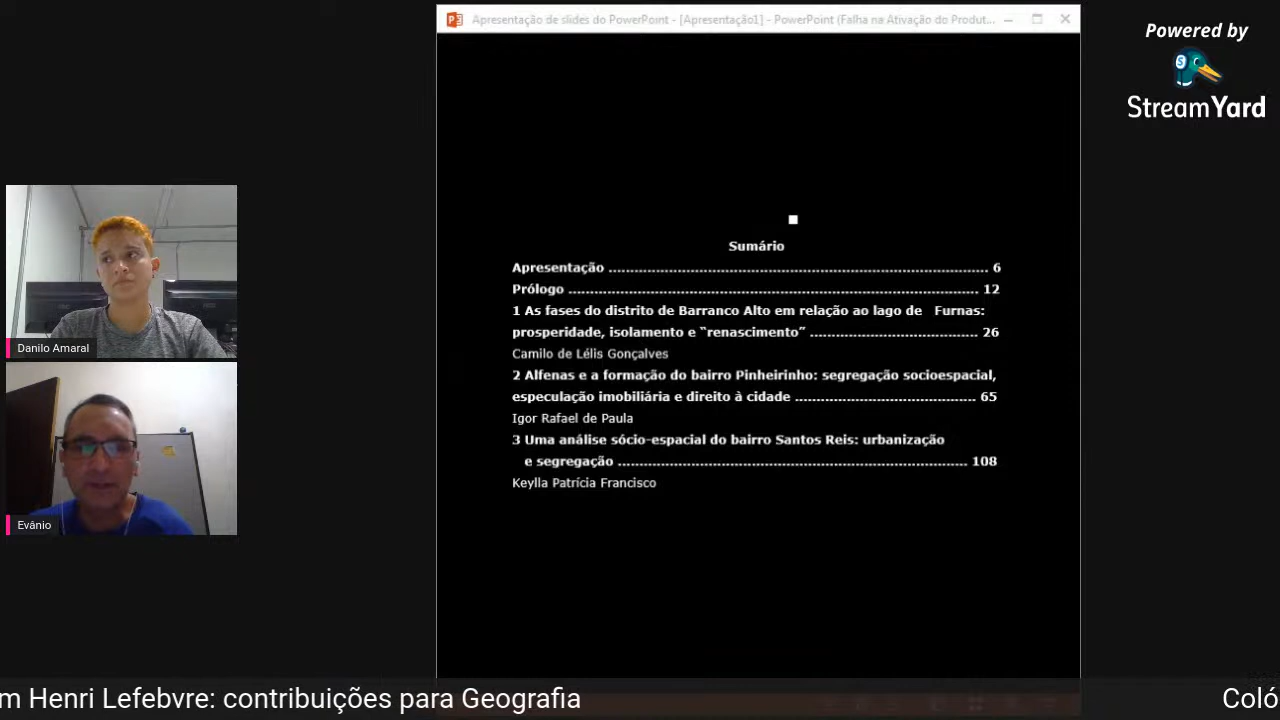 Apresentação de slides do PowerPoint - [Apresentação1] - PowerPoint (Falha na Ativação do Produt...
Powered by
StreamYard
Sumário
Apresentação ........................................................................................................ 6
Prólogo ................................................................................................................ 12
1 As fases do distrito de Barranco Alto em relação ao lago de Furnas:
prosperidade, isolamento e “renascimento” .............................................. 26
Camilo de Lélis Gonçalves
2 Alfenas e a formação do bairro Pinheirinho: segregação socioespacial,
especulação imobiliária e direito à cidade .................................................. 65
Igor Rafael de Paula
3 Uma análise sócio-espacial do bairro Santos Reis: urbanização
e segregação ................................................................................................ 108
Keylla Patrícia Francisco
Danilo Amaral
Evânio
m Henri Lefebvre: contribuições para Geografia
Coló